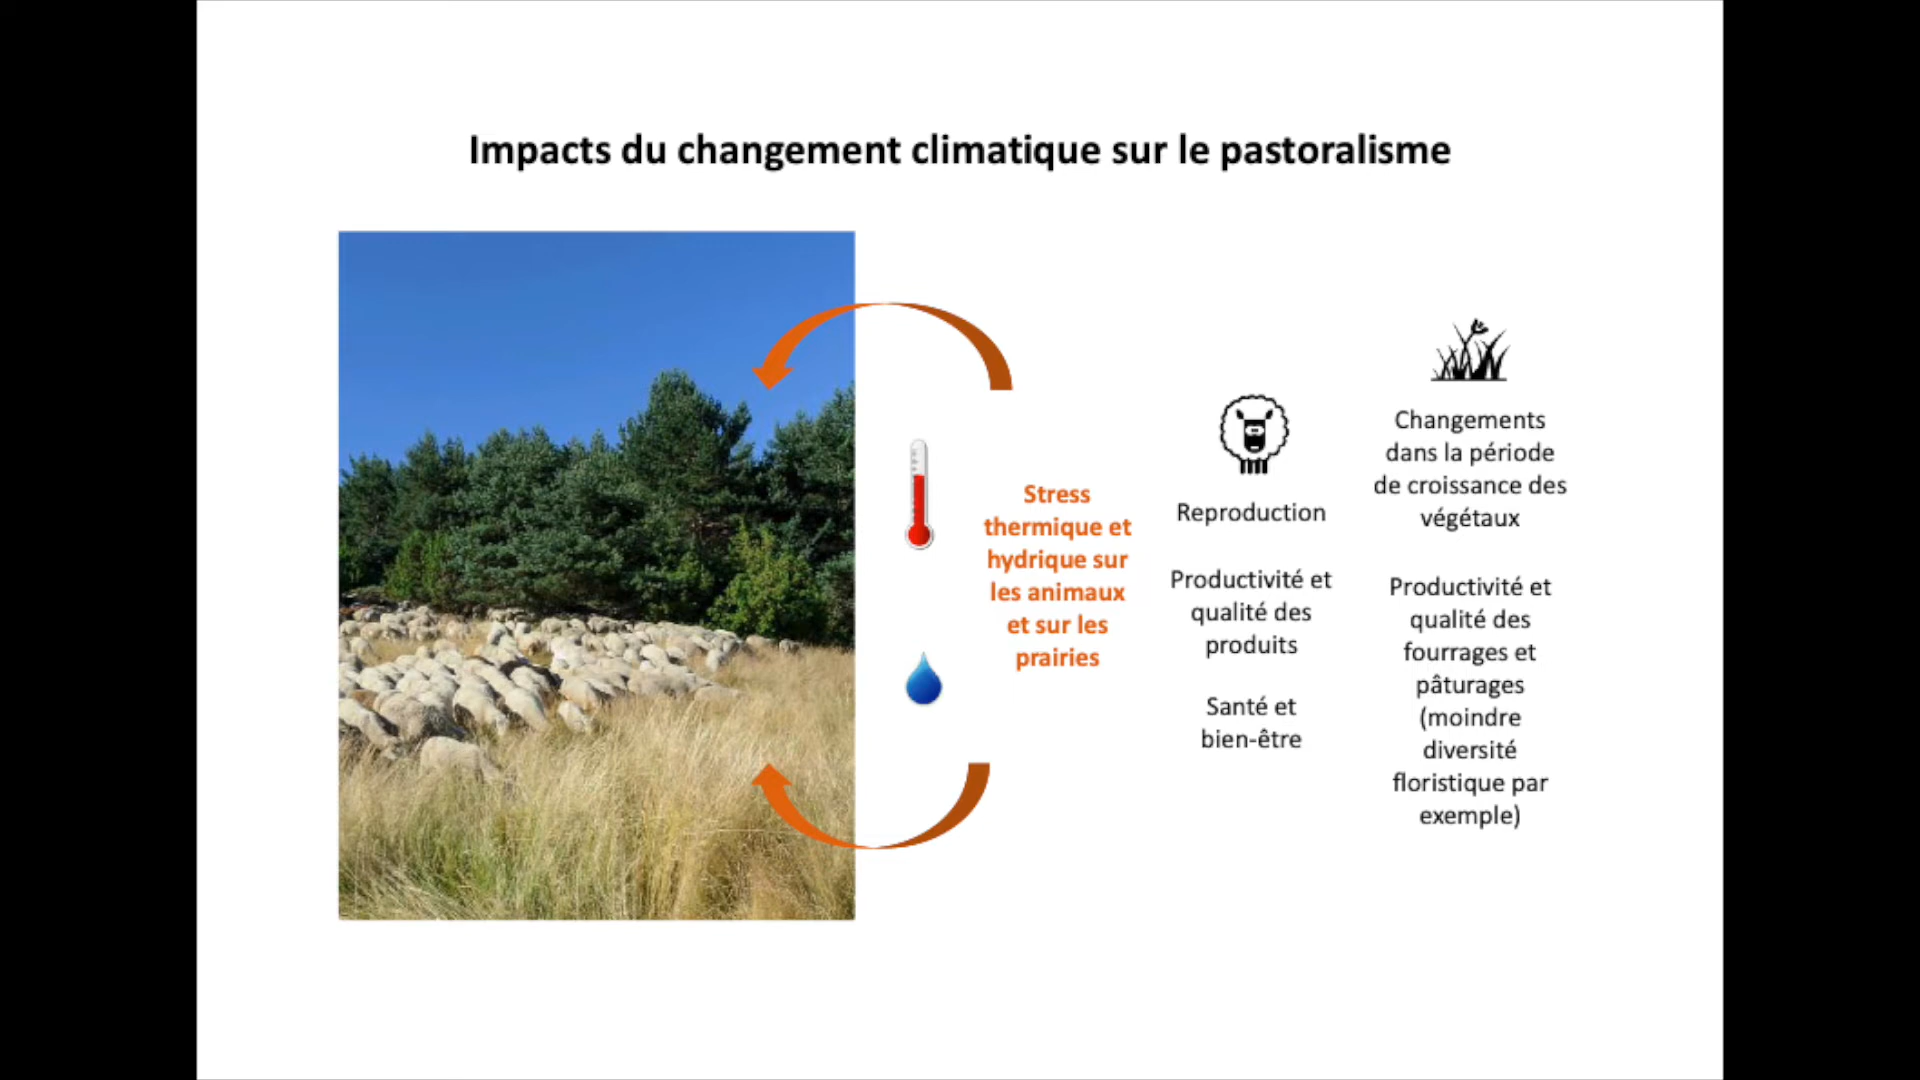 Impacts du changement climatique sur le pastoralisme
Stress
thermique et
hydrique sur
les animaux
et sur les
prairies
Reproduction
Productivité et
qualité des
produits
Santé et
bien-être
Changements
dans la période
de croissance des
végétaux
Productivité et
qualité des
fourrages et
pâturages
(moindre
diversité
floristique par
exemple)